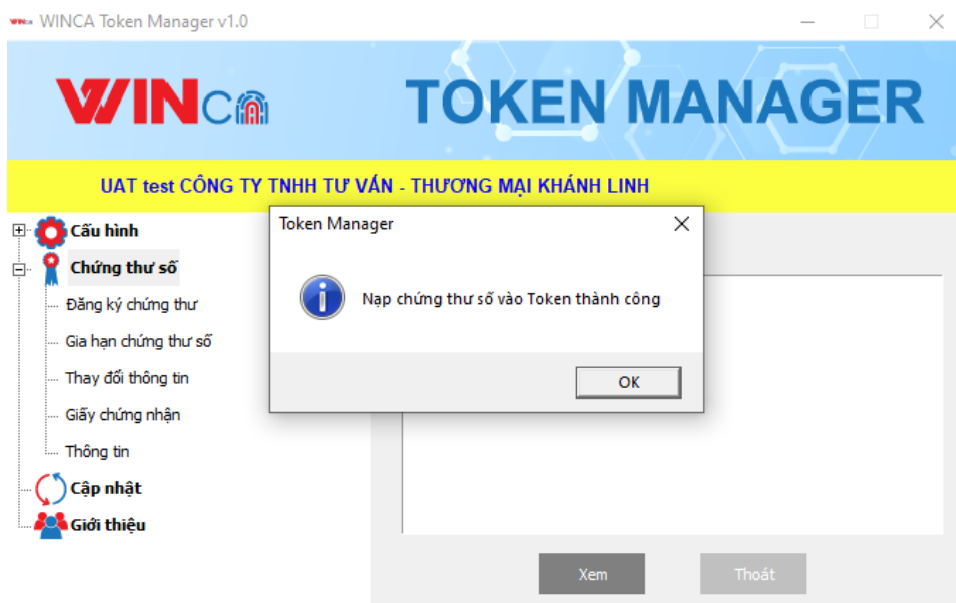 WINCA Token Manager v1.0
WINCA
TOKEN MANAGER
UAT test CÔNG TY TNHH TƯ VẤN - THƯƠNG MẠI KHÁNH LINH
Cấu hình
Chứng thư số
Đăng ký chứng thư
Gia hạn chứng thư số
Thay đổi thông tin
Giấy chứng nhận
Thông tin
Cập nhật
Giới thiệu
Token Manager
Nạp chứng thư số vào Token thành công
OK
Xem
Thoát